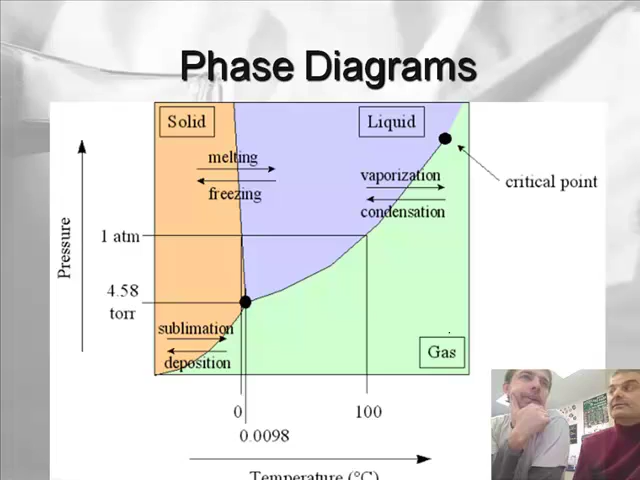 Phase Diagrams
Solid
Liquid
melting
freezing
vaporization
condensation
critical point
Pressure
1 atm
4.58
torr
sublimation
deposition
Gas
0
100
0.0098
Temperature (°C)